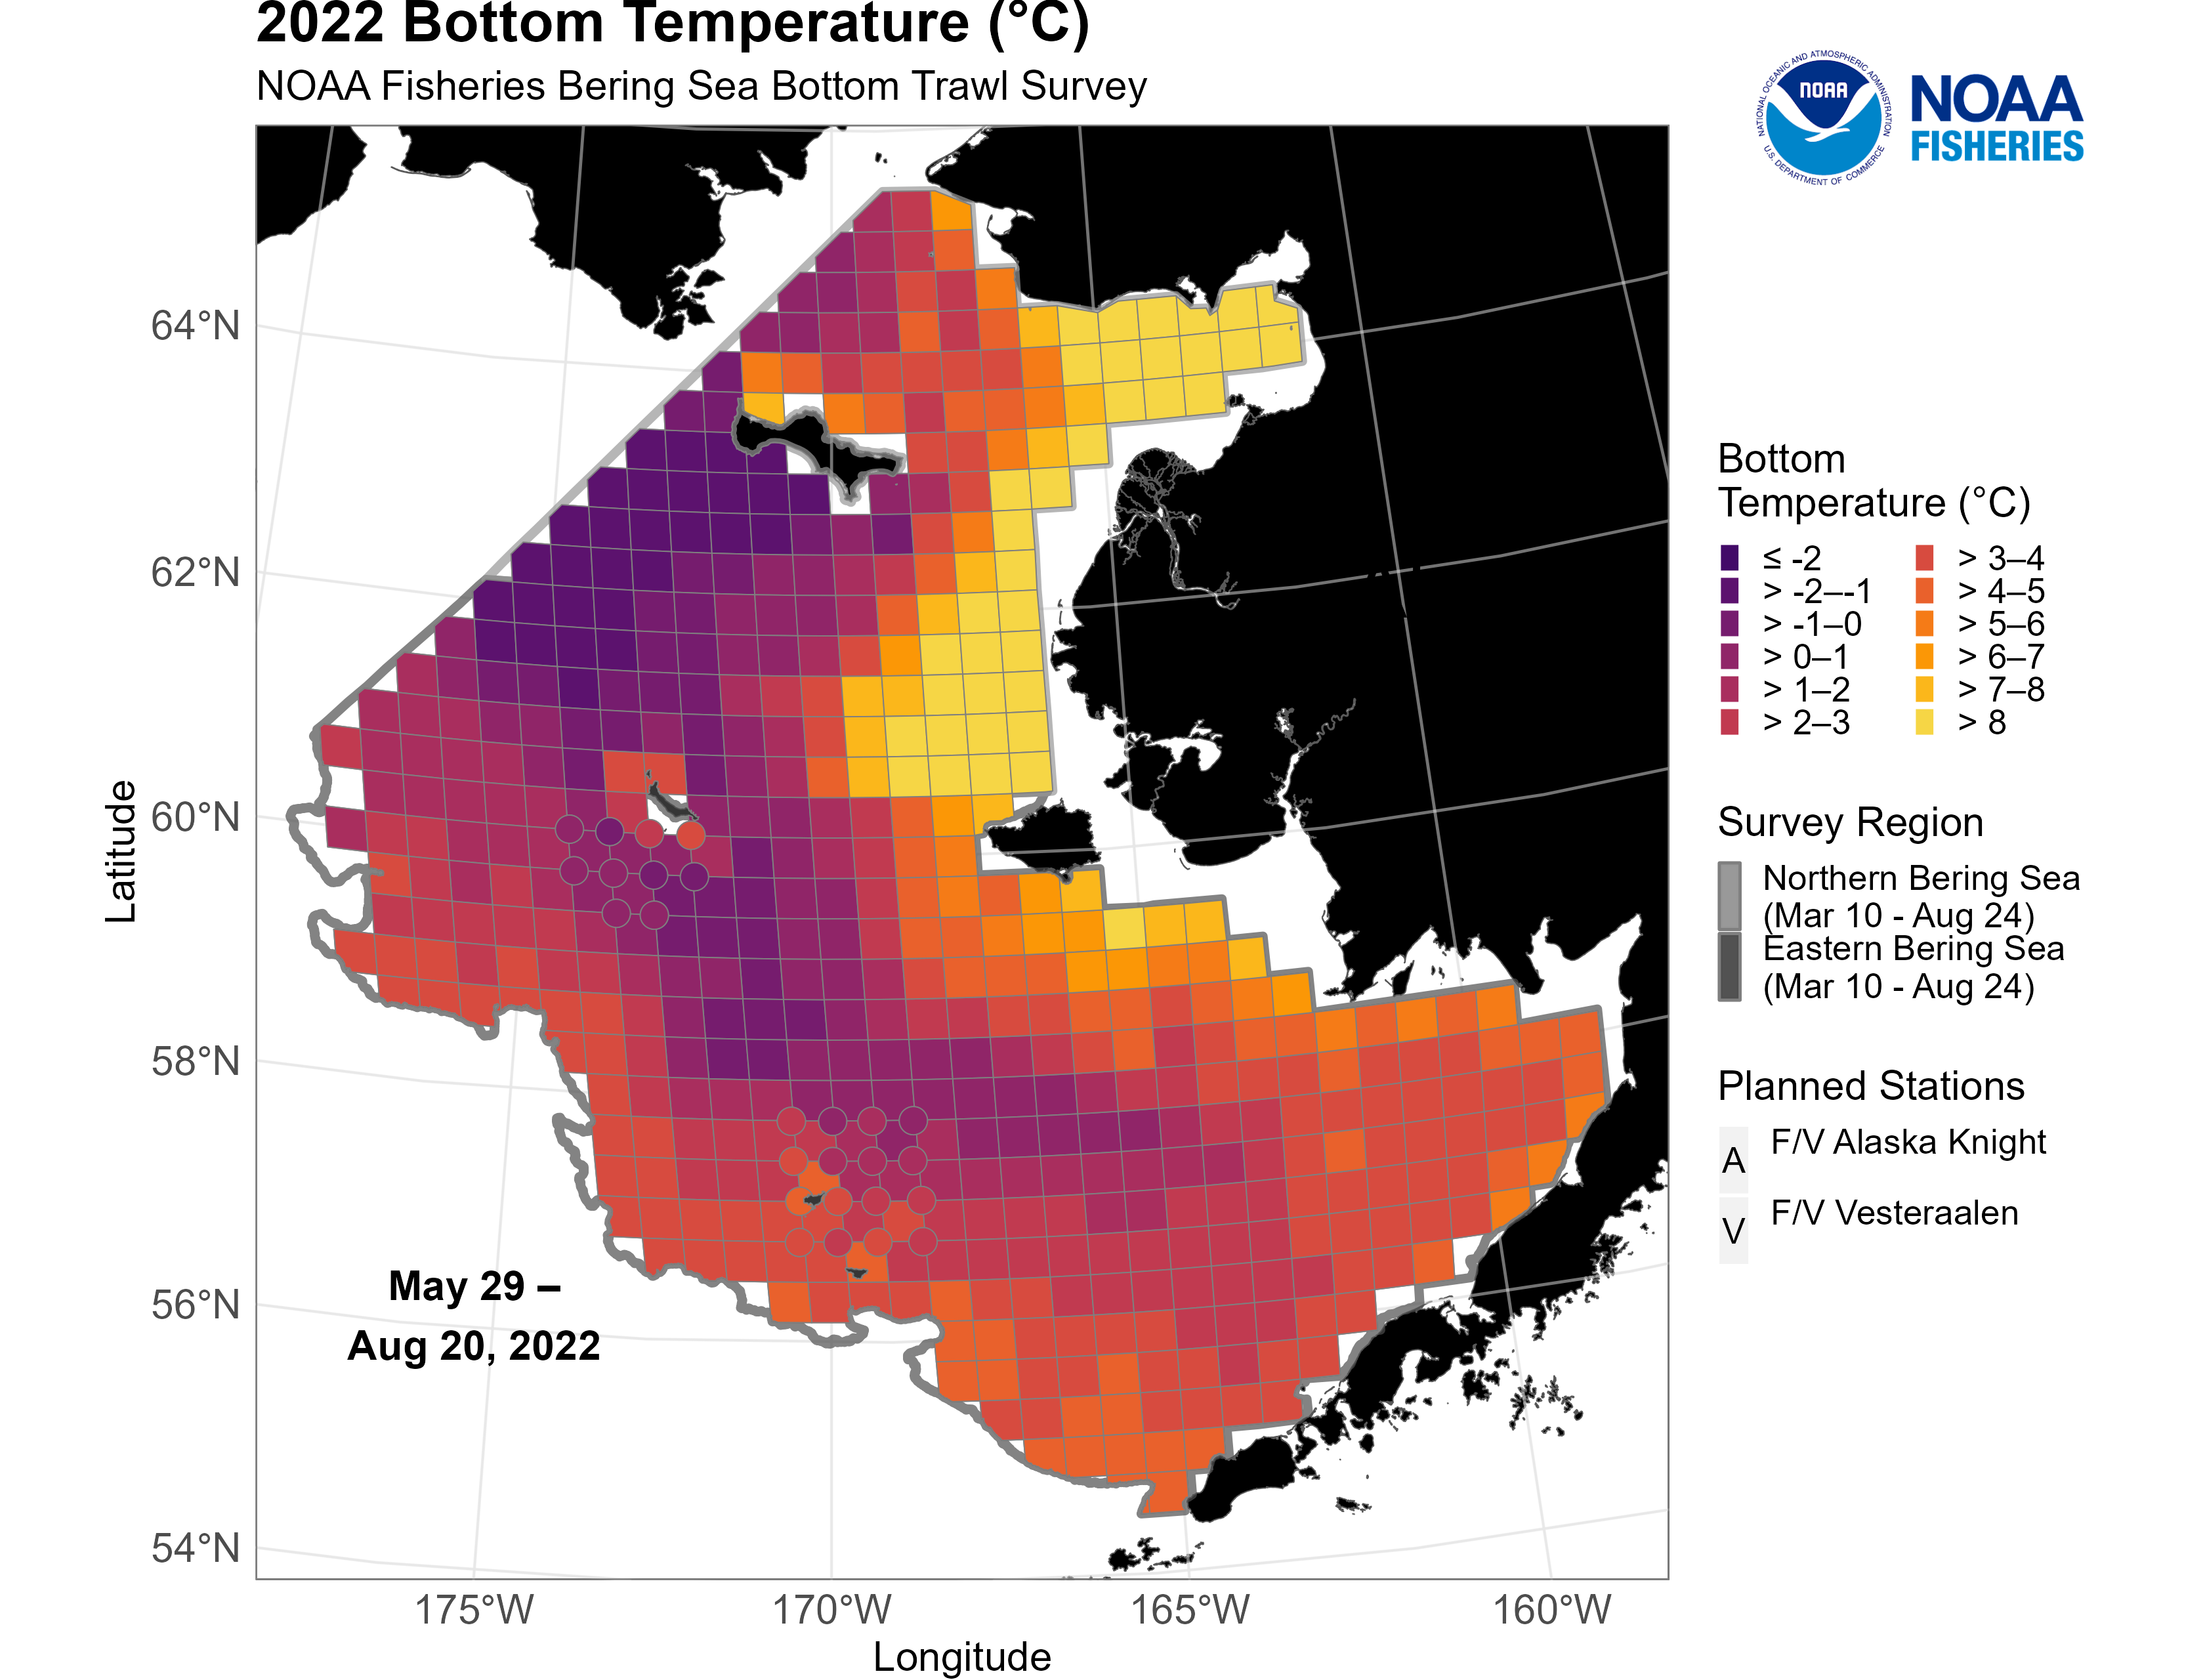 2022 Bottom Temperature (°C)
NOAA Fisheries Bering Sea Bottom Trawl Survey
NATIONAL OCEANIC AND ATMOSPHERIC ADMINISTRATION
NOAA
U.S. DEPARTMENT OF COMMERCE
NOAA
FISHERIES
64°N
62°N
60°N
58°N
56°N
54°N
Latitude
175°W
170°W
165°W
160°W
Longitude
May 29 –
Aug 20, 2022
Bottom
Temperature (°C)
≤ -2
> -2–-1
> -1–0
> 0–1
> 1–2
> 2–3
> 3–4
> 4–5
> 5–6
> 6–7
> 7–8
> 8
Survey Region
Northern Bering Sea
(Mar 10 - Aug 24)
Eastern Bering Sea
(Mar 10 - Aug 24)
Planned Stations
A F/V Alaska Knight
V F/V Vesteraalen